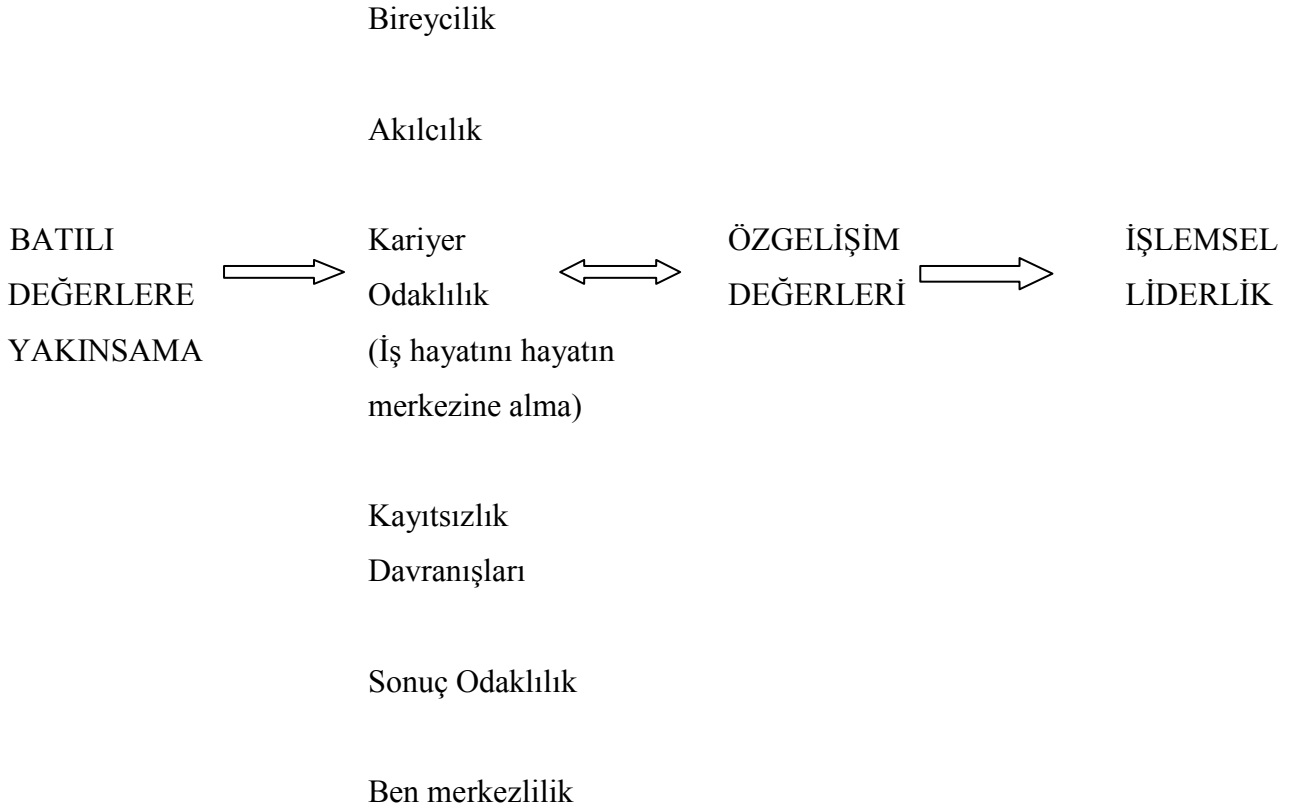 Bireycilik
Akılcılık
BATILI
DEĞERLERE
YAKINSAMA
Kariyer
Odaklılık
(İş hayatını hayatın
merkezine alma)
Kayıtsızlık
Davranışları
Sonuç Odaklılık
Ben merkezlilik
ÖZGELİŞİM
DEĞERLERİ
İŞLEMSEL
LİDERLİK